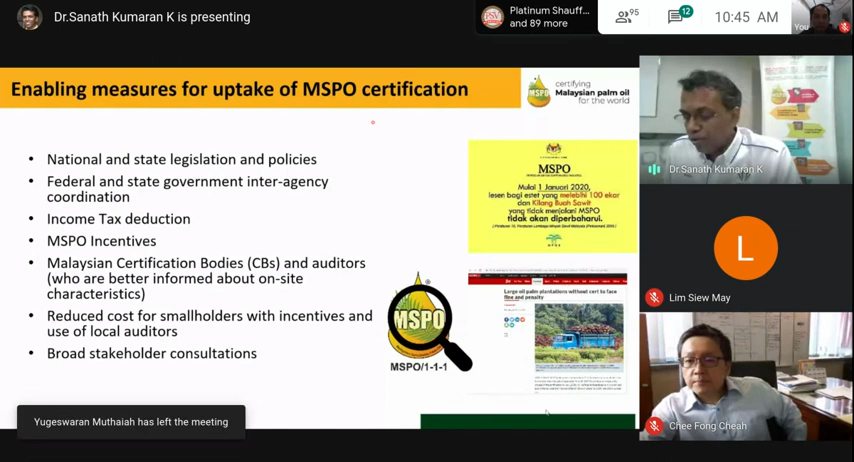 Dr.Sanath Kumaran K is presenting
Platinum Shauff...
and 89 more
95
12
10:45 AM
You
Enabling measures for uptake of MSPO certification
MSPO
certifying
Malaysian palm oil
for the world
• National and state legislation and policies
• Federal and state government inter-agency
coordination
• Income Tax deduction
• MSPO Incentives
• Malaysian Certification Bodies (CBs) and auditors
(who are better informed about on-site
characteristics)
• Reduced cost for smallholders with incentives and
use of local auditors
• Broad stakeholder consultations
MSPO
Mulai 1 Januari 2020,
lesen bagi estet yang melebihi 100 ekar
dan Kilang Buah Sawit
yang tidak menjalani MSPO
tidak akan diperbaharui.
Large oil palm plantations without cert to face
fine and penalty
MSPO
MSPO/1-1-1
Dr.Sanath Kumaran K
L
Lim Siew May
Chee Fong Cheah
Yugeswaran Muthaiah has left the meeting